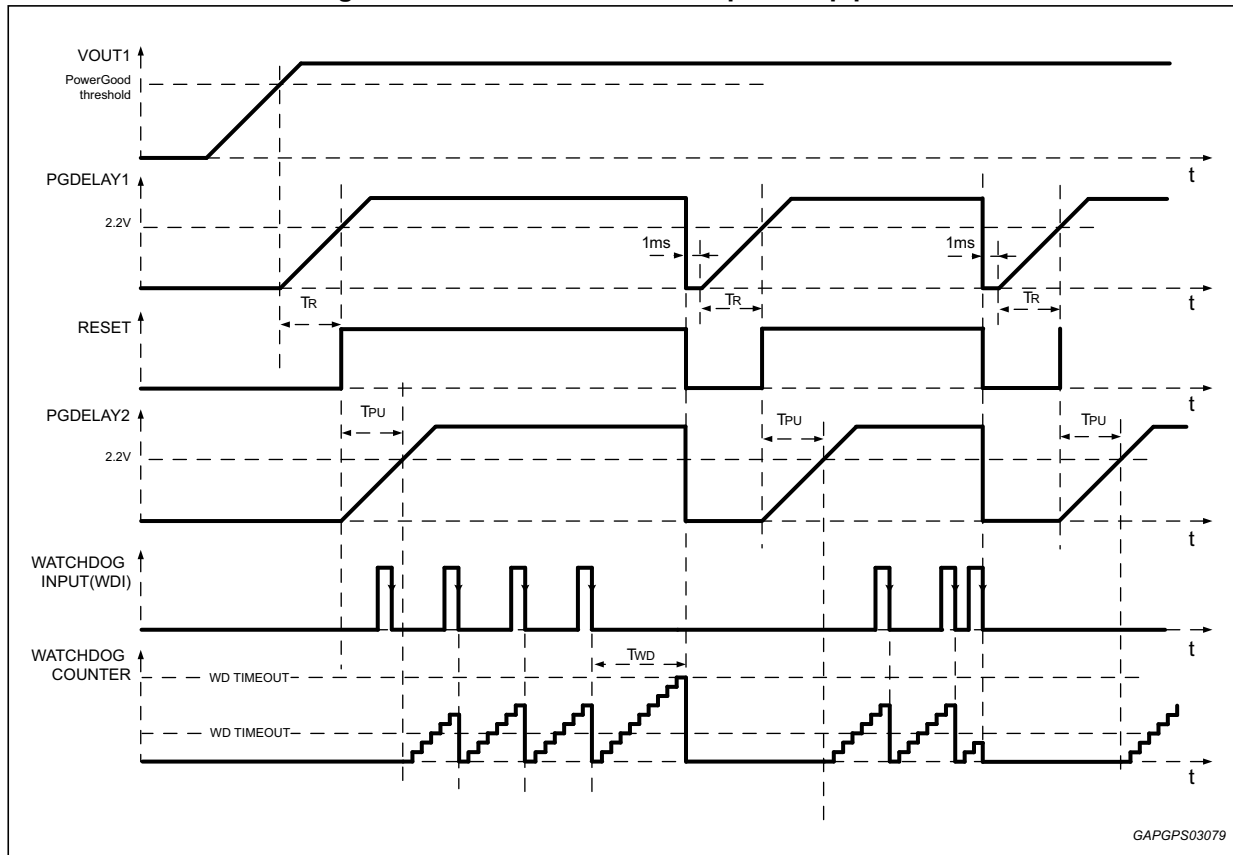 VOUT1
PowerGood
threshold
t
PGDELAY1
2.2V
1ms
1ms
TR
TR
TR
t
RESET
t
PGDELAY2
TPU
TPU
TPU
2.2V
t
WATCHDOG
INPUT(WDI)
t
WATCHDOG
COUNTER
TWD
WD TIMEOUT
WD TIMEOUT
t
GAPGPS03079